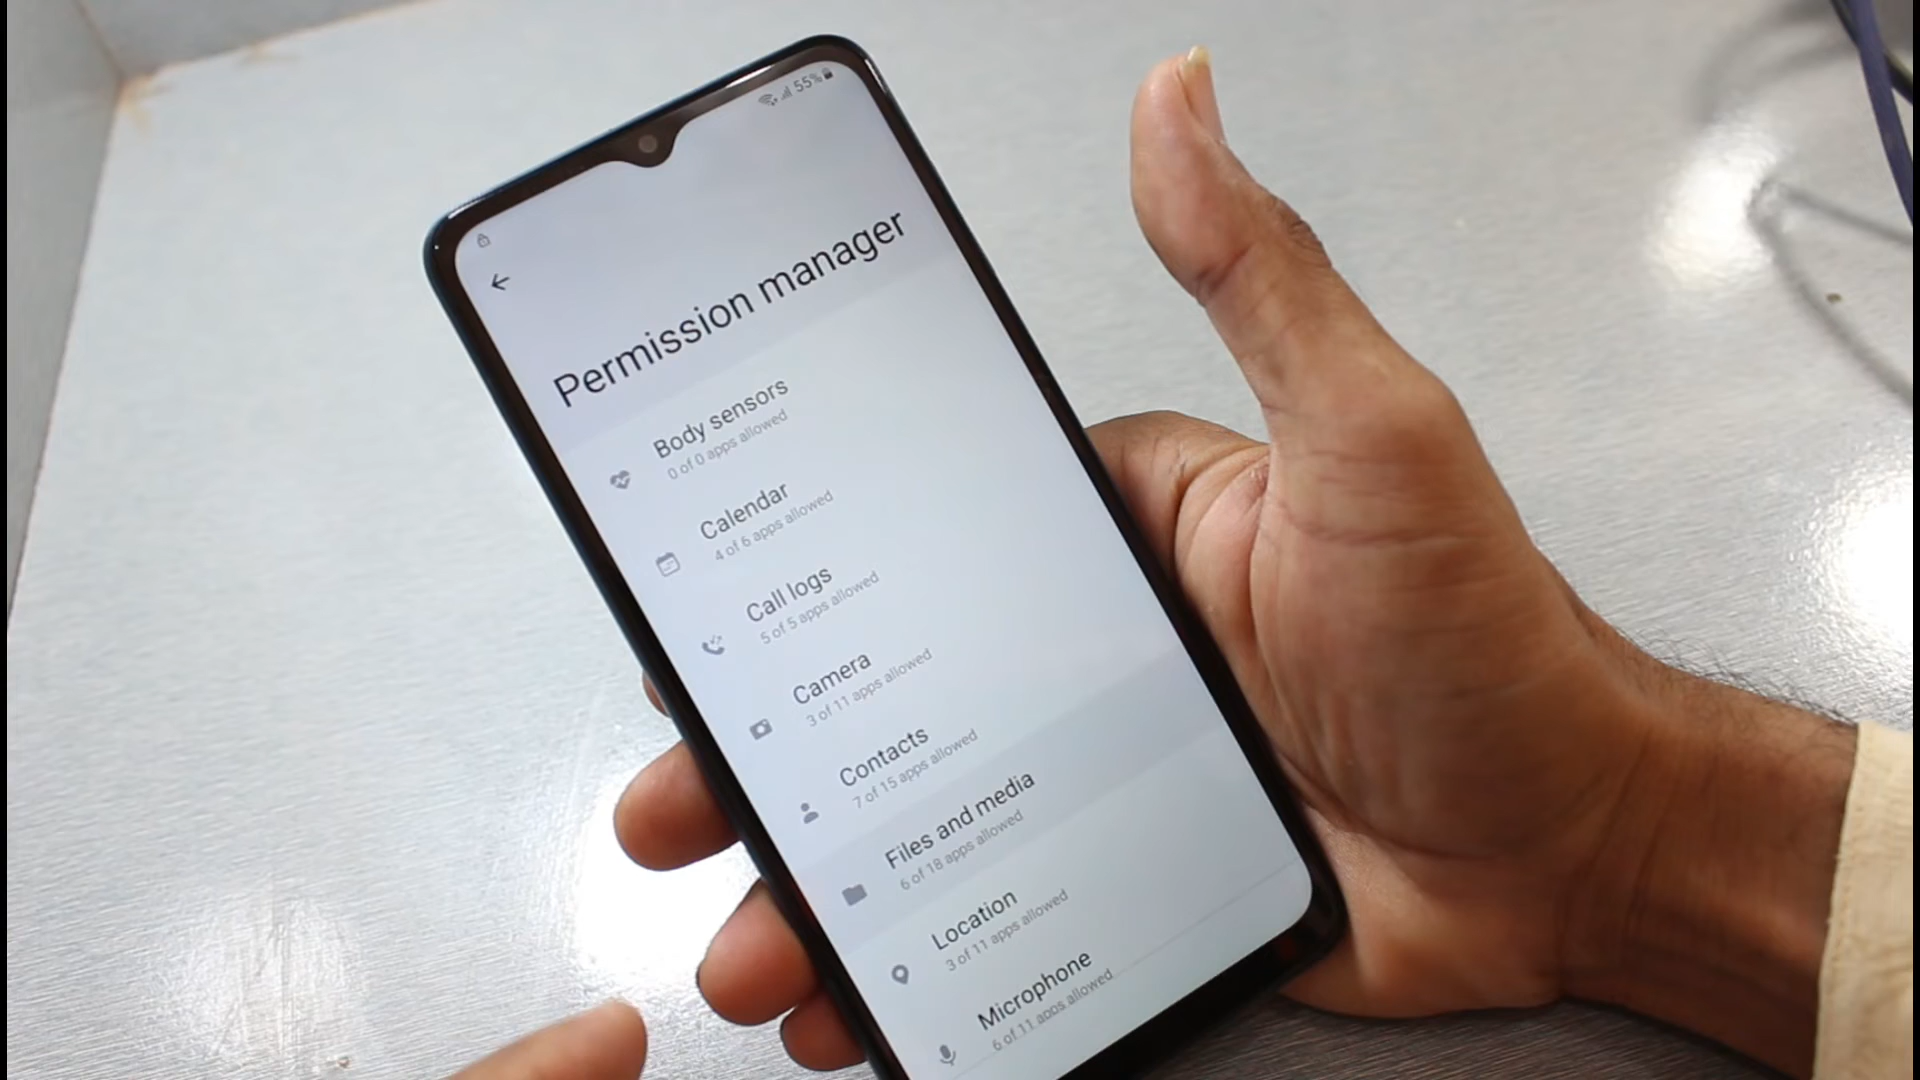 55%
Permission manager
Body sensors
0 of 0 apps allowed
Calendar
4 of 6 apps allowed
Call logs
5 of 5 apps allowed
Camera
3 of 11 apps allowed
Contacts
7 of 15 apps allowed
Files and media
6 of 18 apps allowed
Location
3 of 11 apps allowed
Microphone
6 of 11 apps allowed